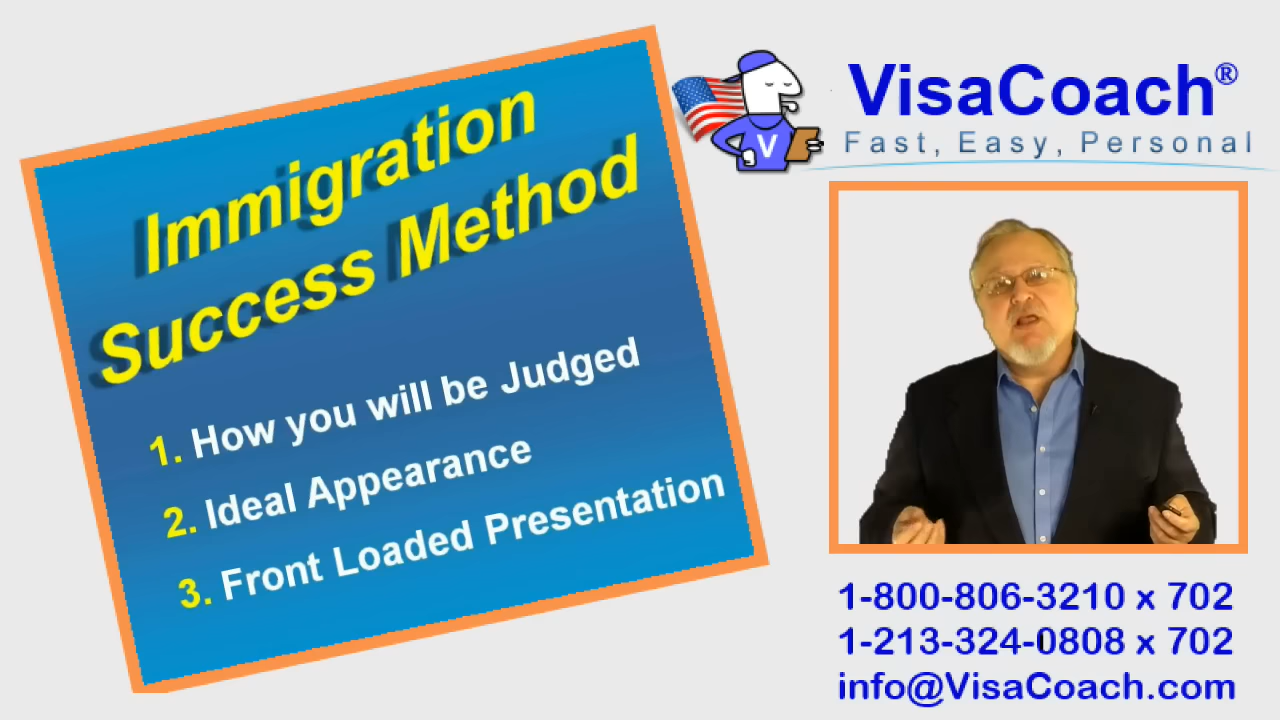 Immigration
Success Method
1. How you will be Judged
2. Ideal Appearance
3. Front Loaded Presentation
V
VisaCoach®
Fast, Easy, Personal
1-800-806-3210 x 702
1-213-324-0808 x 702
info@VisaCoach.com